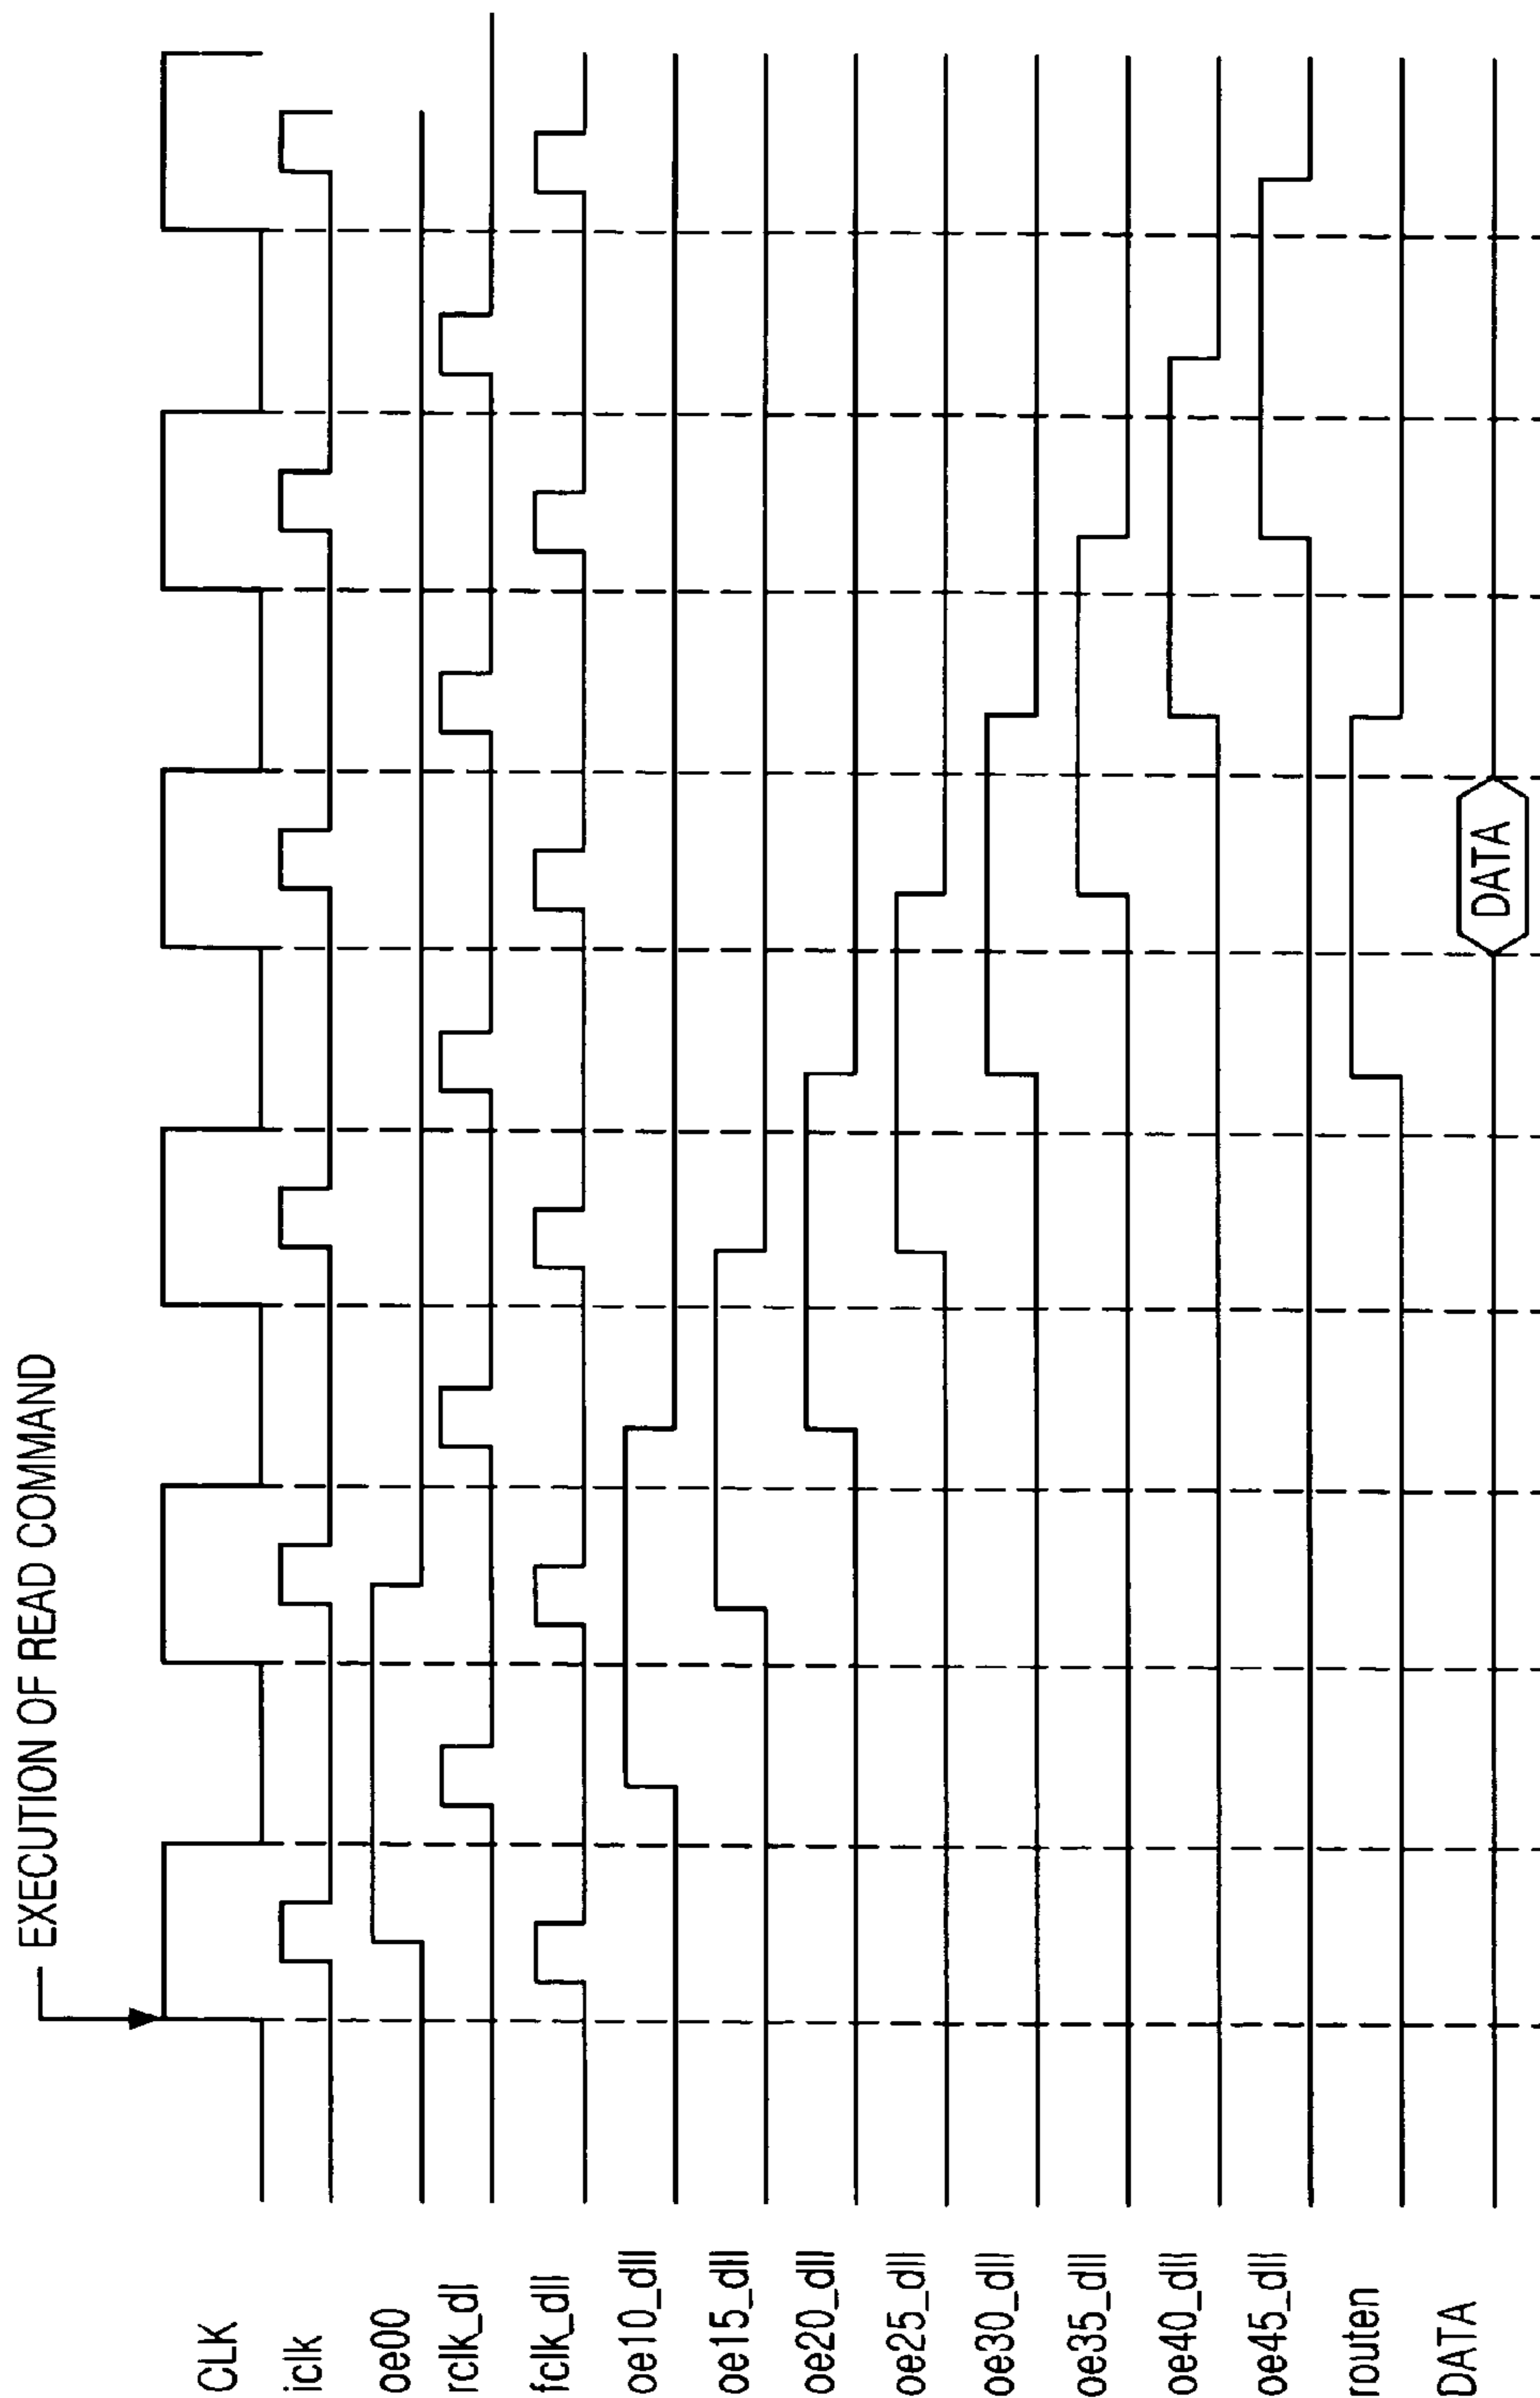 EXECUTION OF READ COMMAND
CLK
iclk
oe00
rclk_dll
fclk_dll
oe10_dll
oe15_dll
oe20_dll
oe25_dll
oe30_dll
oe35_dll
oe40_dll
oe45_dll
routen
DATA
DATA